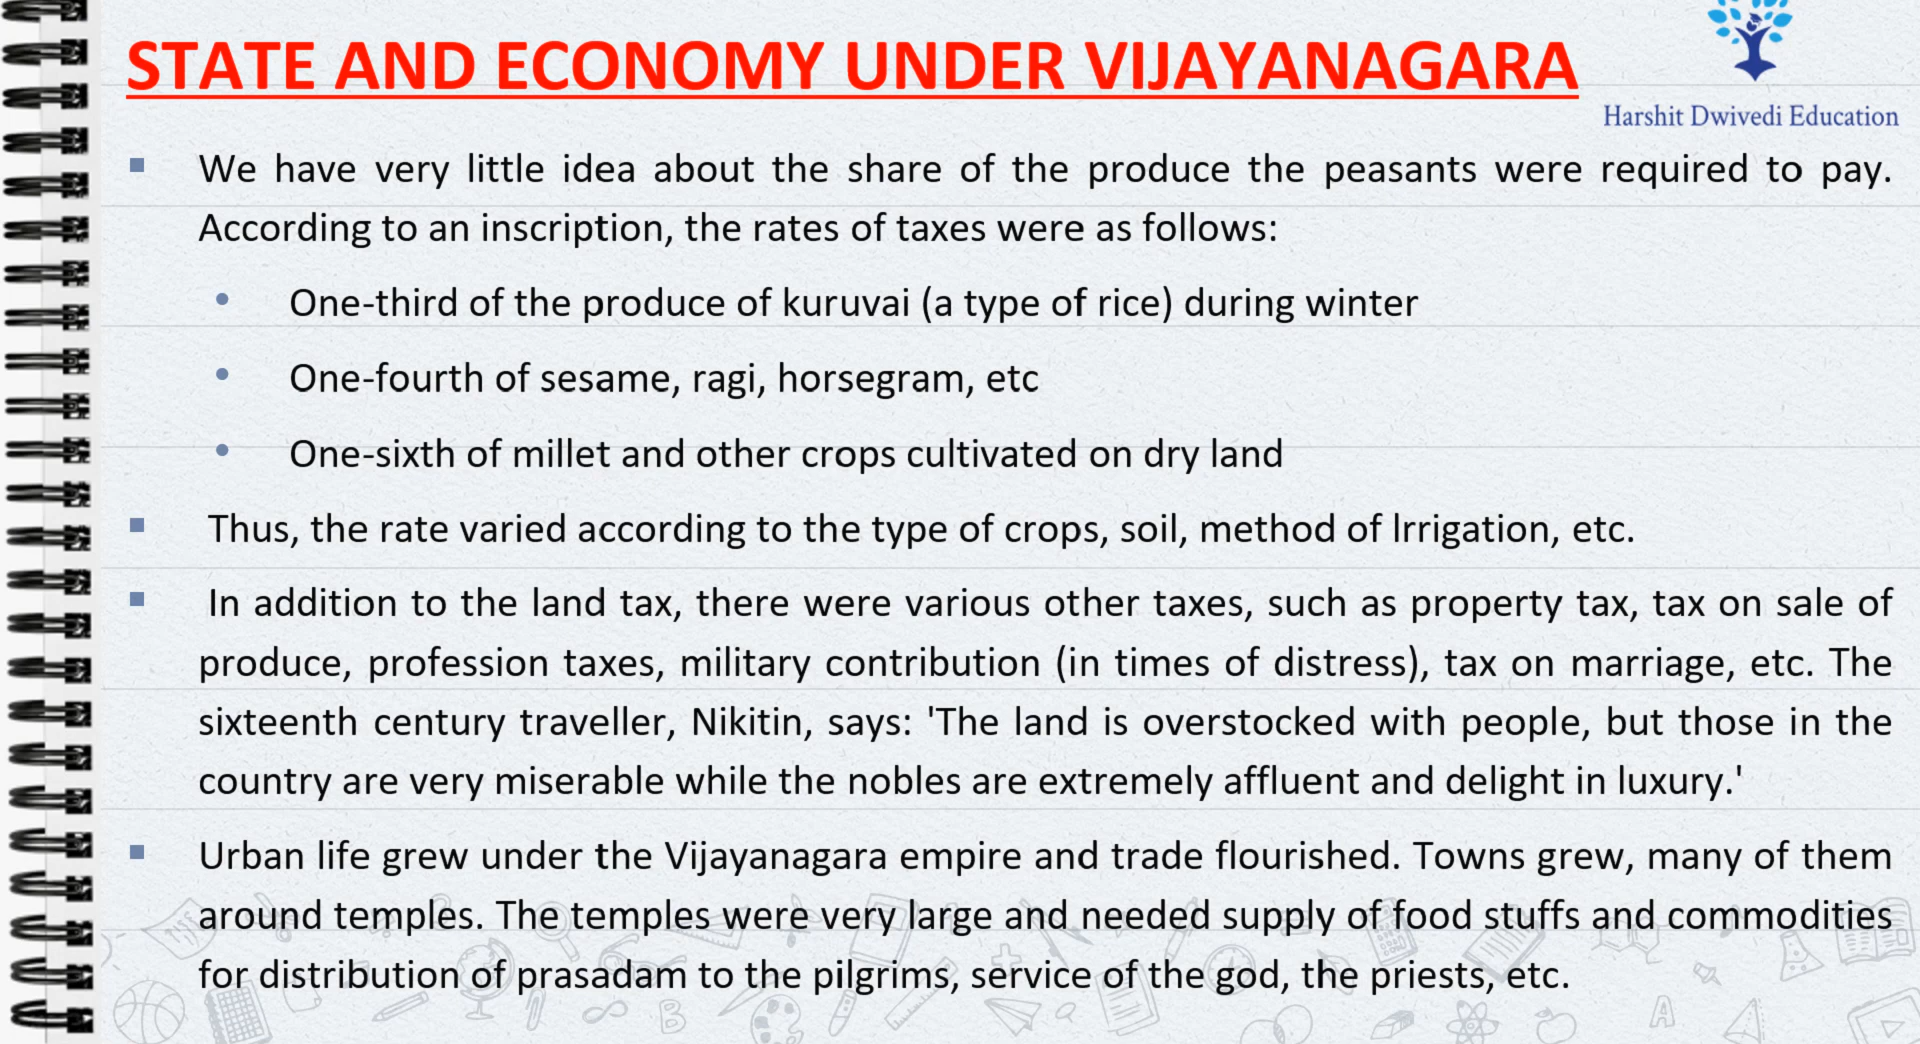 STATE AND ECONOMY UNDER VIJAYANAGARA
Harshit Dwivedi Education
We have very little idea about the share of the produce the peasants were required to pay.
According to an inscription, the rates of taxes were as follows:
One-third of the produce of kuruvai (a type of rice) during winter
One-fourth of sesame, ragi, horsegram, etc
One-sixth of millet and other crops cultivated on dry land
Thus, the rate varied according to the type of crops, soil, method of lrrigation, etc.
In addition to the land tax, there were various other taxes, such as property tax, tax on sale of
produce, profession taxes, military contribution (in times of distress), tax on marriage, etc. The
sixteenth century traveller, Nikitin, says: 'The land is overstocked with people, but those in the
country are very miserable while the nobles are extremely affluent and delight in luxury.'
Urban life grew under the Vijayanagara empire and trade flourished. Towns grew, many of them
around temples. The temples were very large and needed supply of food stuffs and commodities
for distribution of prasadam to the pilgrims, service of the god, the priests, etc.